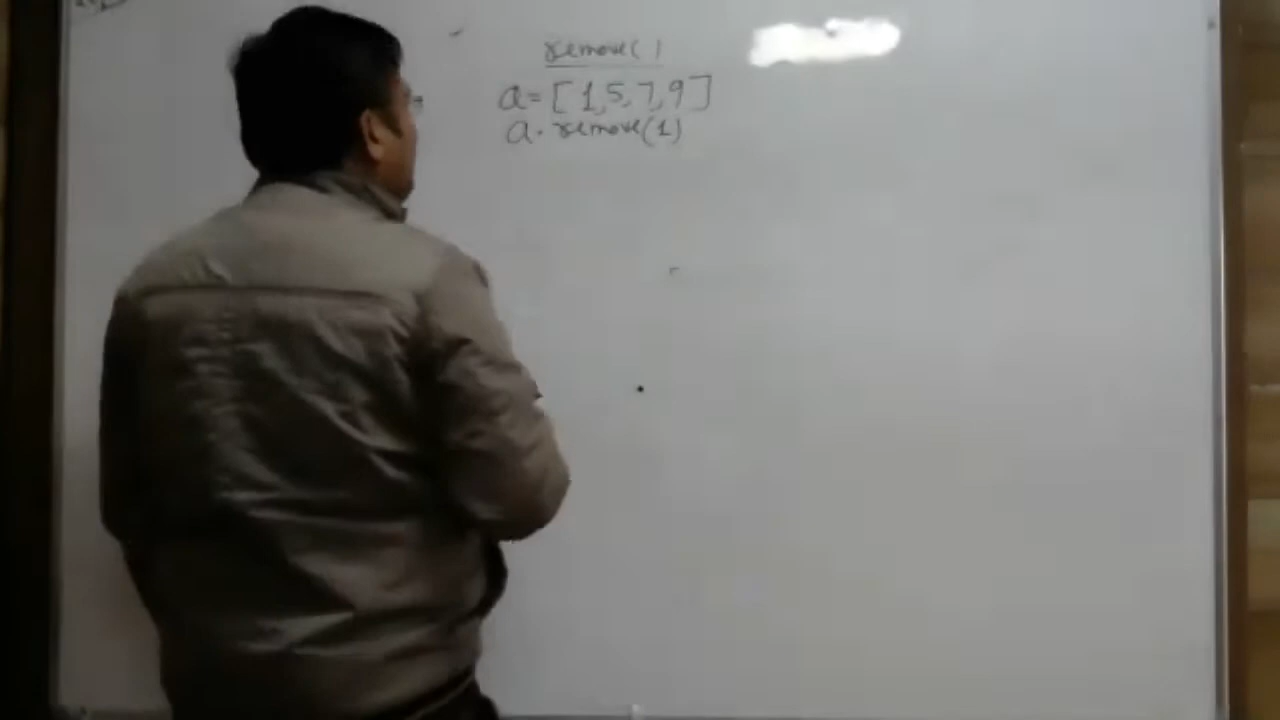 remove( )
a= [ 1,5,7,9 ]
a. remove(1)